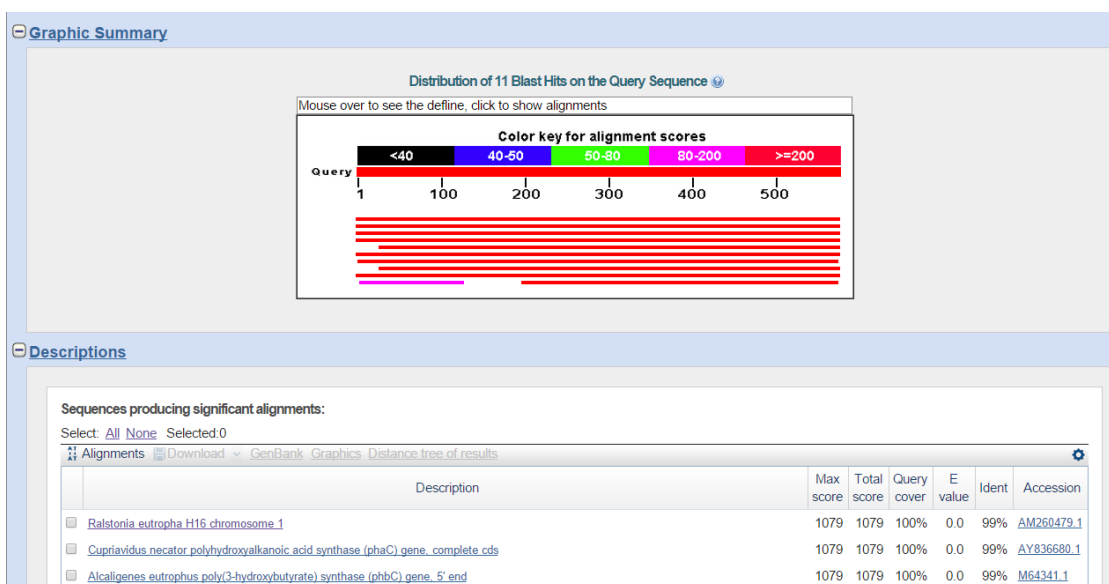 Graphic Summary
Distribution of 11 Blast Hits on the Query Sequence
Mouse over to see the defline, click to show alignments
Color key for alignment scores
<40 40-50 50-80 80-200 >=200
Query
1 100 200 300 400 500
Descriptions
Sequences producing significant alignments:
Select: All None Selected:0
Alignments Download GenBank Graphics Distance tree of results
Description Max score Total score Query cover E value Ident Accession
Ralstonia eutropha H16 chromosome 1 1079 1079 100% 0.0 99% AM260479.1
Cupriavidus necator polyhydroxyalkanoic acid synthase (phaC) gene, complete cds 1079 1079 100% 0.0 99% AY836680.1
Alcaligenes eutrophus poly(3-hydroxybutyrate) synthase (phbC) gene, 5' end 1079 1079 100% 0.0 99% M64341.1